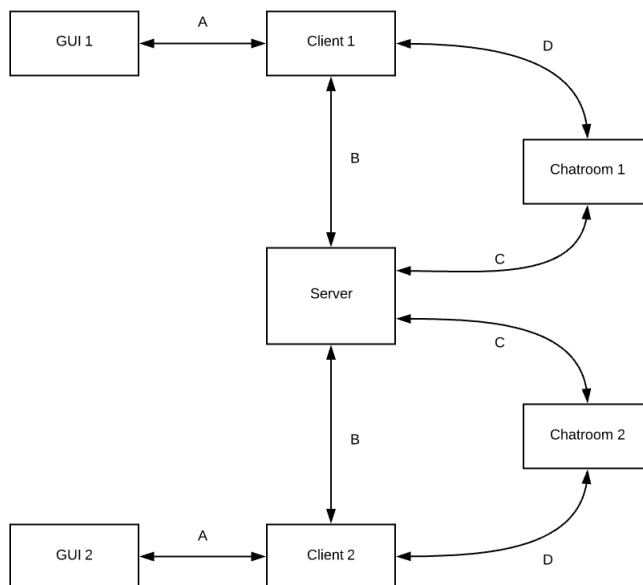 GUI 1
A
Client 1
D
B
Chatroom 1
C
Server
C
B
Chatroom 2
GUI 2
A
Client 2
D